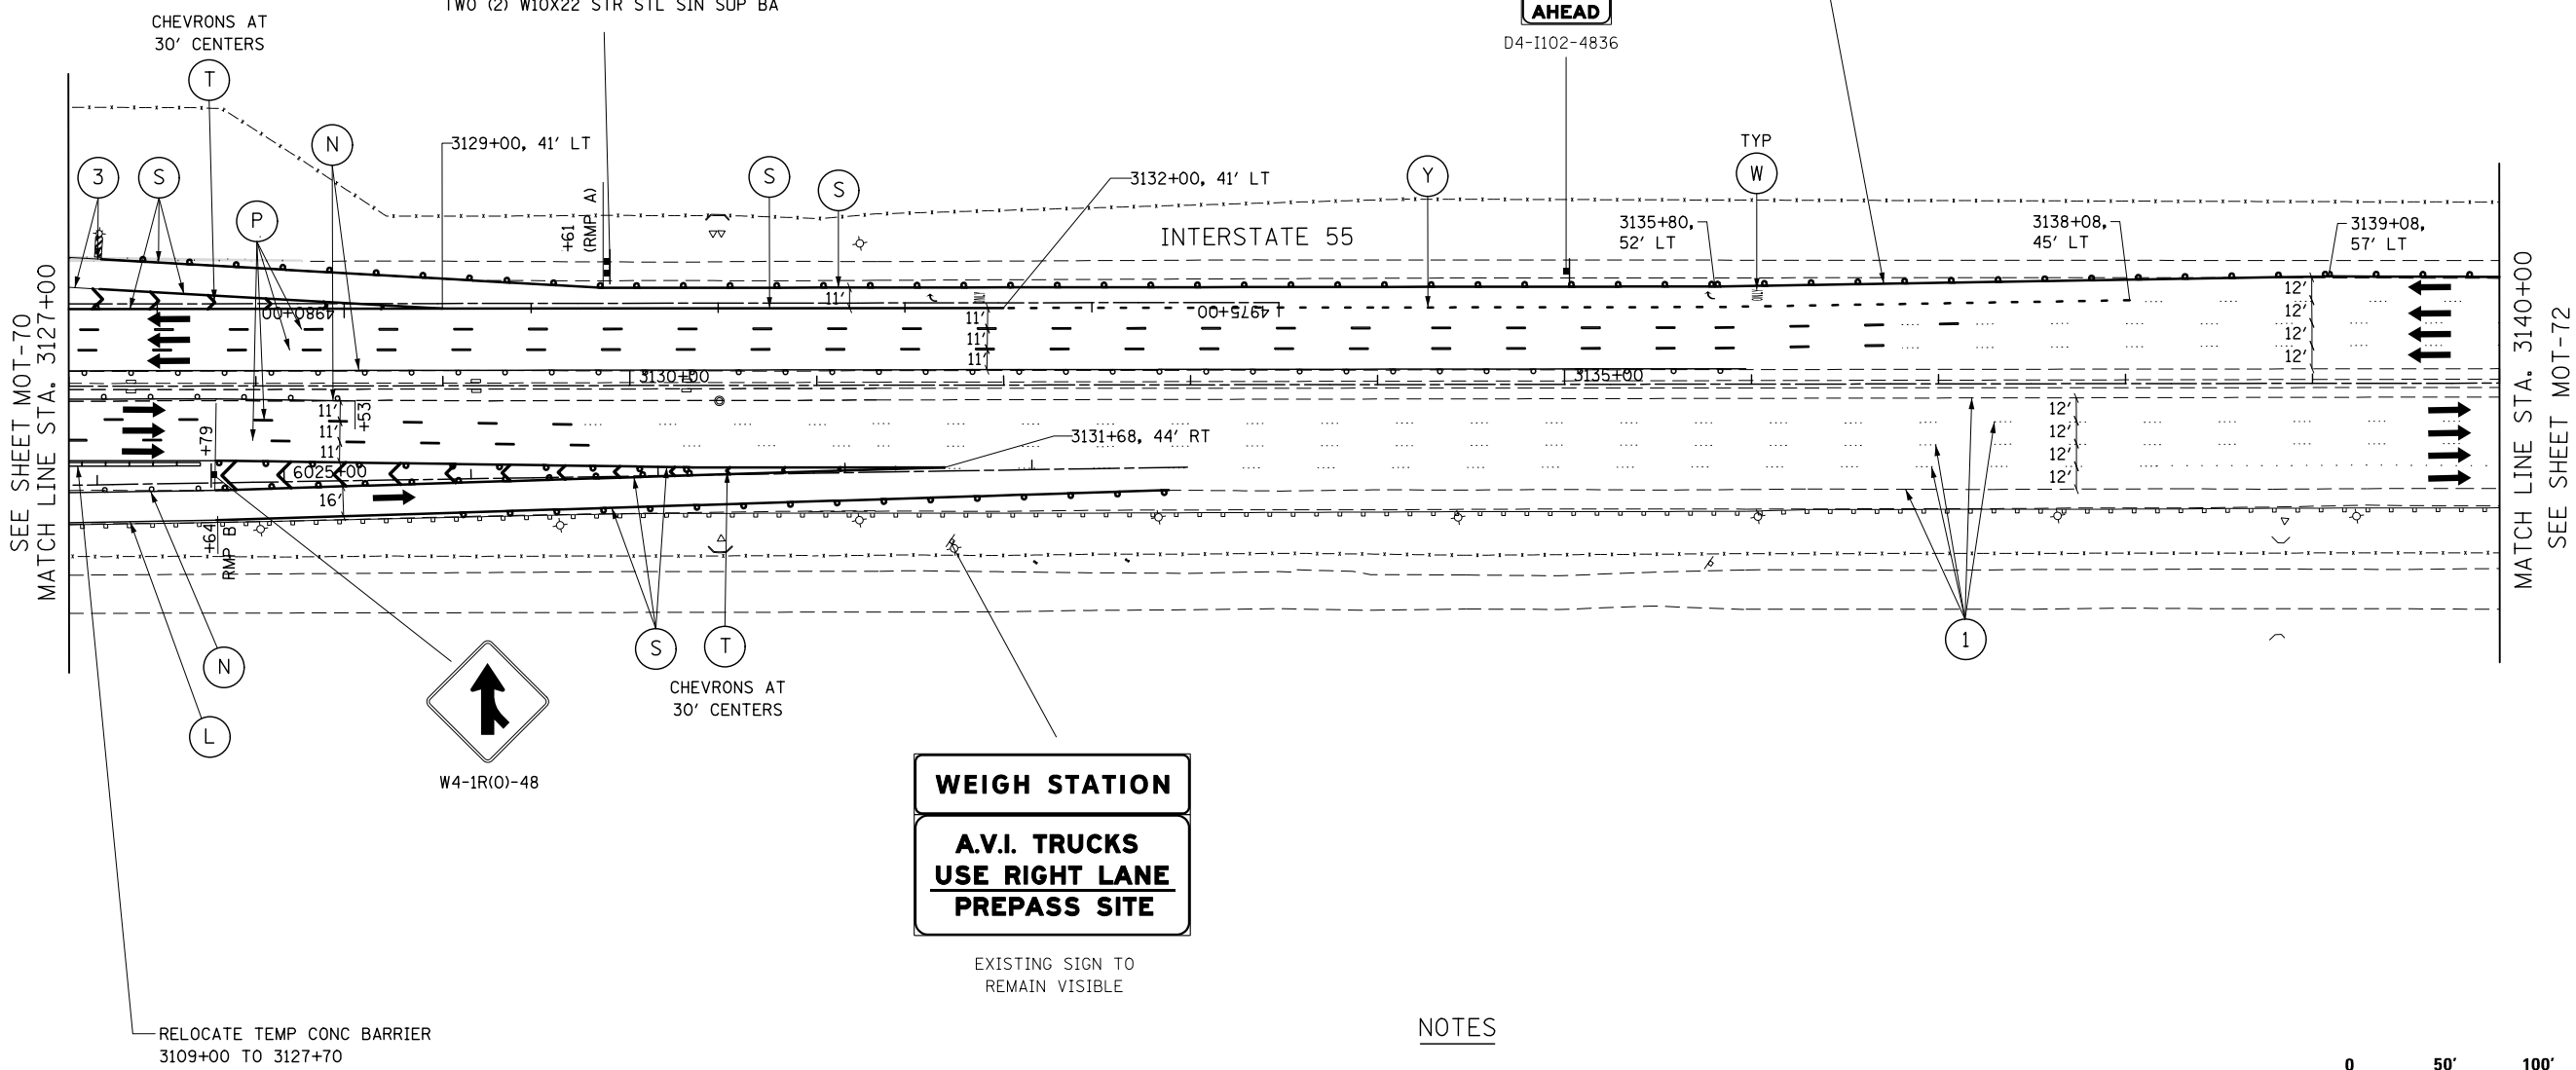 TWO (2) W10X22 STR STL SIN SUP BA
CHEVRONS AT
30' CENTERS
T
AHEAD
D4-I102-4836
N
3129+00, 41' LT
3
S
P
+61
(RMP A)
S
S
3132+00, 41' LT
Y
TYP
W
INTERSTATE 55
3135+80,
52' LT
3138+08,
45' LT
3139+08,
57' LT
SEE SHEET MOT-70
MATCH LINE STA. 3127+00
MATCH LINE STA. 3140+00
SEE SHEET MOT-72
4980+00
11'
11'
11'
11'
4975+00
12'
12'
12'
12'
3130+00
3135+00
11'
11'
11'
+53
+79
6025+00
16'
3131+68, 44' RT
12'
12'
12'
12'
+64
RMP B
N
L
S
T
1
CHEVRONS AT
30' CENTERS
W4-1R(O)-48
WEIGH STATION
A.V.I. TRUCKS
USE RIGHT LANE
PREPASS SITE
EXISTING SIGN TO
REMAIN VISIBLE
RELOCATE TEMP CONC BARRIER
3109+00 TO 3127+70
NOTES
0 50' 100'